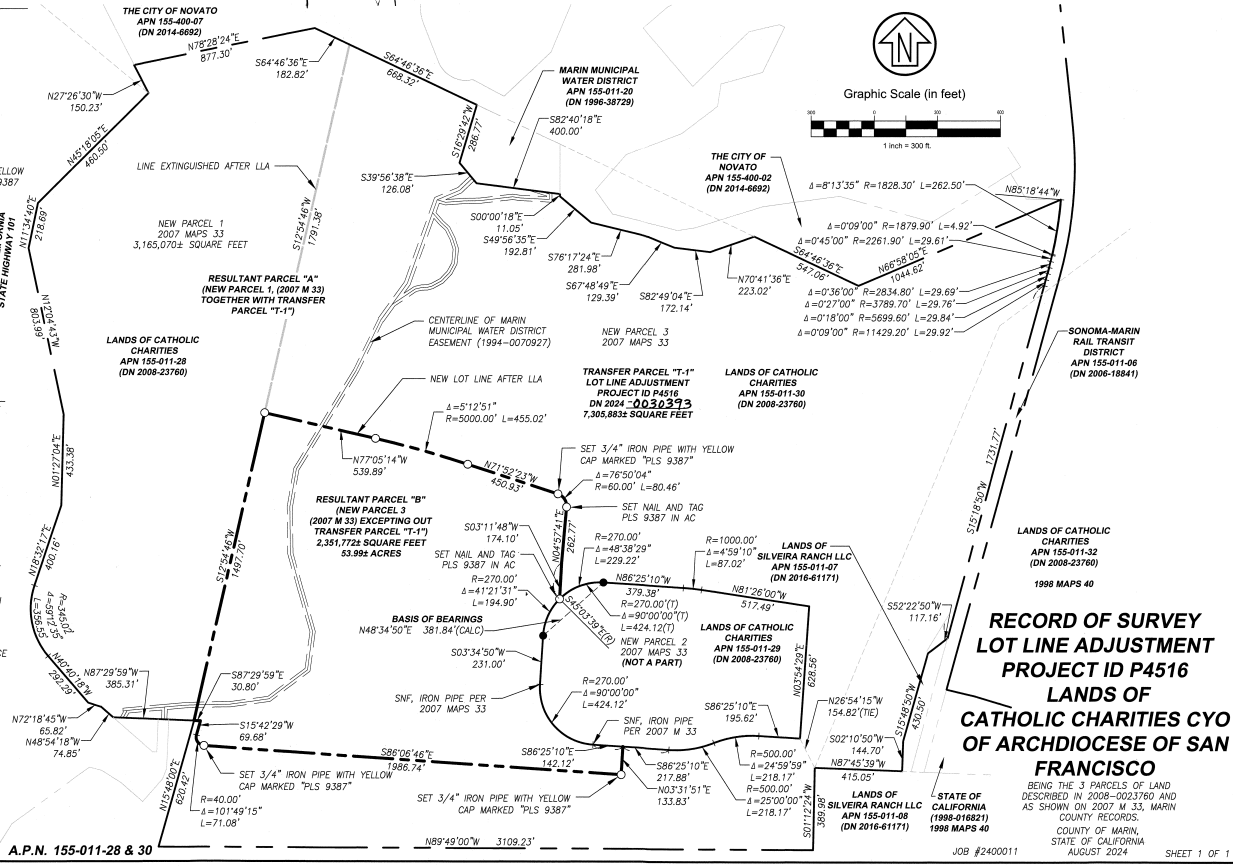 THE CITY OF NOVATO
APN 155-400-07
(DN 2014-6692)
N78°28'24"E
877.30'
S64°46'36"E
182.82'
S64°46'36"E
668.32'
N27°26'30"W
150.23'
N45°18'05"E
460.50'
MARIN MUNICIPAL
WATER DISTRICT
APN 155-011-20
(DN 1996-38729)
S16°29'42"W
286.77'
S82°40'18"E
400.00'
N
Graphic Scale (in feet)
300
0
300
600
1 inch = 300 ft.
ELLOW
9387
LINE EXTINGUISHED AFTER LLA
S39°56'38"E
126.08'
THE CITY OF
NOVATO
APN 155-400-02
(DN 2014-6692)
Δ=8°13'35" R=1828.30' L=262.50'
N85°18'44"W
N11°34'40"E
218.69'
STATE HIGHWAY 101
NEW PARCEL 1
2007 MAPS 33
3,165,070± SQUARE FEET
S12°54'46"W
1791.38'
S00°00'18"E
11.05'
S49°56'35"E
192.81'
S76°17'24"E
281.98'
S67°48'49"E
129.39'
S82°49'04"E
172.14'
N70°41'36"E
223.02'
S64°46'36"E
547.06'
N66°58'05"E
1044.62'
Δ=0°09'00" R=1879.90' L=4.92'
Δ=0°45'00" R=2261.90' L=29.61'
Δ=0°36'00" R=2834.80' L=29.69'
Δ=0°27'00" R=3789.70' L=29.76'
Δ=0°18'00" R=5699.60' L=29.84'
Δ=0°09'00" R=11429.20' L=29.92'
RESULTANT PARCEL "A"
(NEW PARCEL 1, (2007 M 33)
TOGETHER WITH TRANSFER
PARCEL "T-1")
N12°04'43"W
803.99'
LANDS OF CATHOLIC
CHARITIES
APN 155-011-28
(DN 2008-23760)
CENTERLINE OF MARIN
MUNICIPAL WATER DISTRICT
EASEMENT (1994-0070927)
NEW PARCEL 3
2007 MAPS 33
SONOMA-MARIN
RAIL TRANSIT
DISTRICT
APN 155-011-06
(DN 2006-18841)
NEW LOT LINE AFTER LLA
TRANSFER PARCEL "T-1"
LOT LINE ADJUSTMENT
PROJECT ID P4516
DN 2024 -0030393
7,305,883± SQUARE FEET
LANDS OF CATHOLIC
CHARITIES
APN 155-011-30
(DN 2008-23760)
Δ=5°12'51"
R=5000.00' L=455.02'
N77°05'14"W
539.89'
N71°52'23"W
450.93'
SET 3/4" IRON PIPE WITH YELLOW
CAP MARKED "PLS 9387"
Δ=76°50'04"
R=60.00' L=80.46'
SET NAIL AND TAG
PLS 9387 IN AC
1731.77'
S15°18'50"W
N01°27'04"E
433.38'
RESULTANT PARCEL "B"
(NEW PARCEL 3
(2007 M 33) EXCEPTING OUT
TRANSFER PARCEL "T-1")
2,351,772± SQUARE FEET
53.99± ACRES
S12°54'46"W
1497.70'
S03°11'48"W
174.10'
SET NAIL AND TAG
PLS 9387 IN AC
N04°57'41"E
262.77'
R=270.00'
Δ=48°38'29"
L=229.22'
R=1000.00'
Δ=4°59'10"
L=87.02'
LANDS OF
SILVEIRA RANCH LLC
APN 155-011-07
(DN 2016-61171)
LANDS OF CATHOLIC
CHARITIES
APN 155-011-32
(DN 2008-23760)
1998 MAPS 40
N18°32'17"E
400.16'
R=270.00'
Δ=41°21'31"
L=194.90'
N86°25'10"W
379.38'
N81°26'00"W
517.49'
R=270.00'(T)
Δ=90°00'00"(T)
L=424.12'(T)
S45°03'39"E(R)
BASIS OF BEARINGS
N48°34'50"E 381.84'(CALC)
R=345.02'
Δ=59°12'35"
L=356.55'
NEW PARCEL 2
2007 MAPS 33
(NOT A PART)
LANDS OF CATHOLIC
CHARITIES
APN 155-011-29
(DN 2008-23760)
S52°22'50"W
117.16'
RECORD OF SURVEY
LOT LINE ADJUSTMENT
PROJECT ID P4516
LANDS OF
CATHOLIC CHARITIES CYO
OF ARCHDIOCESE OF SAN
FRANCISCO
S03°34'50"W
231.00'
N40°40'18"W
292.29'
N87°29'59"W
385.31'
S87°29'59"E
30.80'
SNF, IRON PIPE PER
2007 MAPS 33
R=270.00'
Δ=90°00'00"
L=424.12'
N03°54'29"E
628.56'
N26°54'15"W
154.82'(TIE)
S15°48'50"W
430.50'
N72°18'45"W
65.82'
N48°54'18"W
74.85'
S15°42'29"W
69.68'
SNF, IRON PIPE
PER 2007 M 33
S86°25'10"E
195.62'
S02°10'50"W
144.70'
S86°06'46"E
1986.74'
S86°25'10"E
142.12'
S86°25'10"E
217.88'
N03°31'51"E
133.83'
R=500.00'
Δ=24°59'59"
L=218.17'
R=500.00'
Δ=25°00'00"
L=218.17'
N87°45'39"W
415.05'
N15°48'00"E
620.42'
SET 3/4" IRON PIPE WITH YELLOW
CAP MARKED "PLS 9387"
R=40.00'
Δ=101°49'15"
L=71.08'
SET 3/4" IRON PIPE WITH YELLOW
CAP MARKED "PLS 9387"
S01°12'24"W
389.98'
LANDS OF
SILVEIRA RANCH LLC
APN 155-011-08
(DN 2016-61171)
STATE OF
CALIFORNIA
(1998-016821)
1998 MAPS 40
BEING THE 3 PARCELS OF LAND
DESCRIBED IN 2008-0023760 AND
AS SHOWN ON 2007 M 33, MARIN
COUNTY RECORDS.
COUNTY OF MARIN,
STATE OF CALIFORNIA
AUGUST 2024
N89°49'00"W 3109.23'
A.P.N. 155-011-28 & 30
JOB #2400011
SHEET 1 OF 1